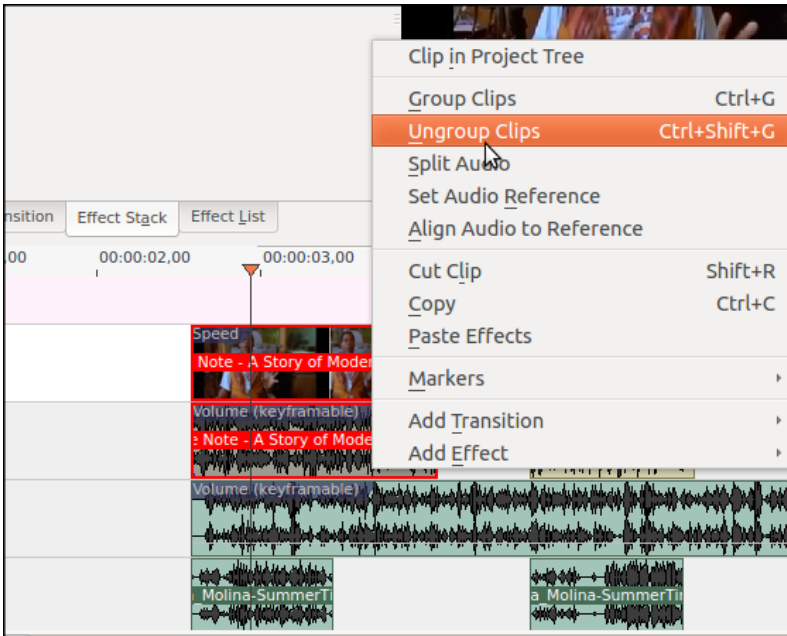 Clip in Project Tree
Group Clips Ctrl+G
Ungroup Clips Ctrl+Shift+G
Split Audio
Set Audio Reference
Align Audio to Reference
nsition Effect Stack Effect List
,00 00:00:02,00 00:00:03,00
Cut Clip Shift+R
Copy Ctrl+C
Paste Effects
Markers
Add Transition
Add Effect
Speed
Note - A Story of Moder
Volume (keyframable)
e Note - A Story of Mode
Volume (keyframable)
Molina-SummerTi
a Molina-SummerTir